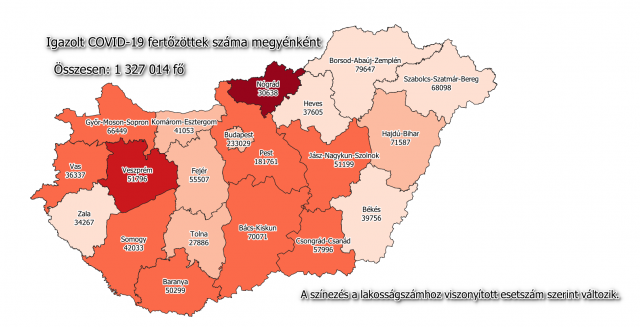 Igazolt COVID-19 fertőzöttek száma megyénként
Összesen: 1 327 014 fő
Borsod-Abaúj-Zemplén
79647
Szabolcs-Szatmár-Bereg
68098
Nógrád
30638
Heves
37605
Győr-Moson-Sopron
66449
Komárom-Esztergom
41053
Budapest
233029
Hajdú-Bihar
71587
Pest
181761
Jász-Nagykun-Szolnok
51199
Vas
36337
Veszprém
51796
Fejér
55507
Zala
34267
Békés
39756
Somogy
42033
Tolna
27886
Bács-Kiskun
70071
Csongrád-Csanád
57996
Baranya
50299
A színezés a lakosságszámhoz viszonyított esetszám szerint változik.